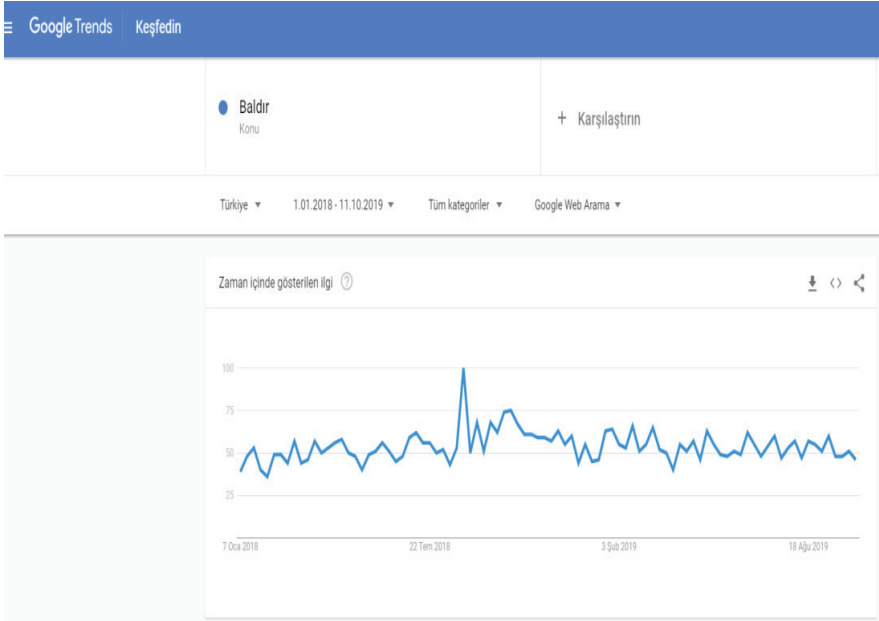 Google Trends Keşfedin
Baldır
Konu
+ Karşılaştırın
Türkiye 1.01.2018 - 11.10.2019 Tüm kategoriler Google Web Arama
Zaman içinde gösterilen ilgi ?
100
75
50
25
7 Oca 2018 22 Tem 2018 3 Şub 2019 18 Ağu 2019